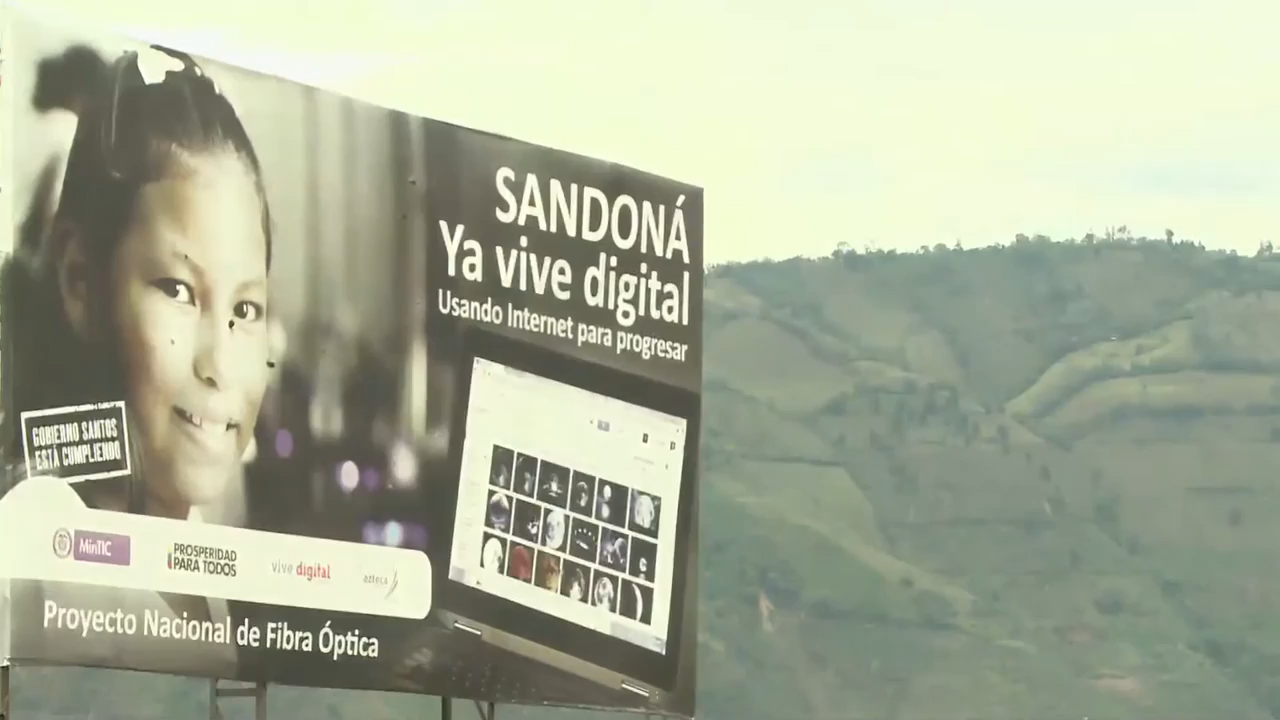 SANDONÁ
Ya vive digital
Usando Internet para progresar
GOBIERNO SANTOS
ESTÁ CUMPLIENDO
MinTIC
PROSPERIDAD
PARA TODOS
vive digital
azteca
Proyecto Nacional de Fibra Óptica